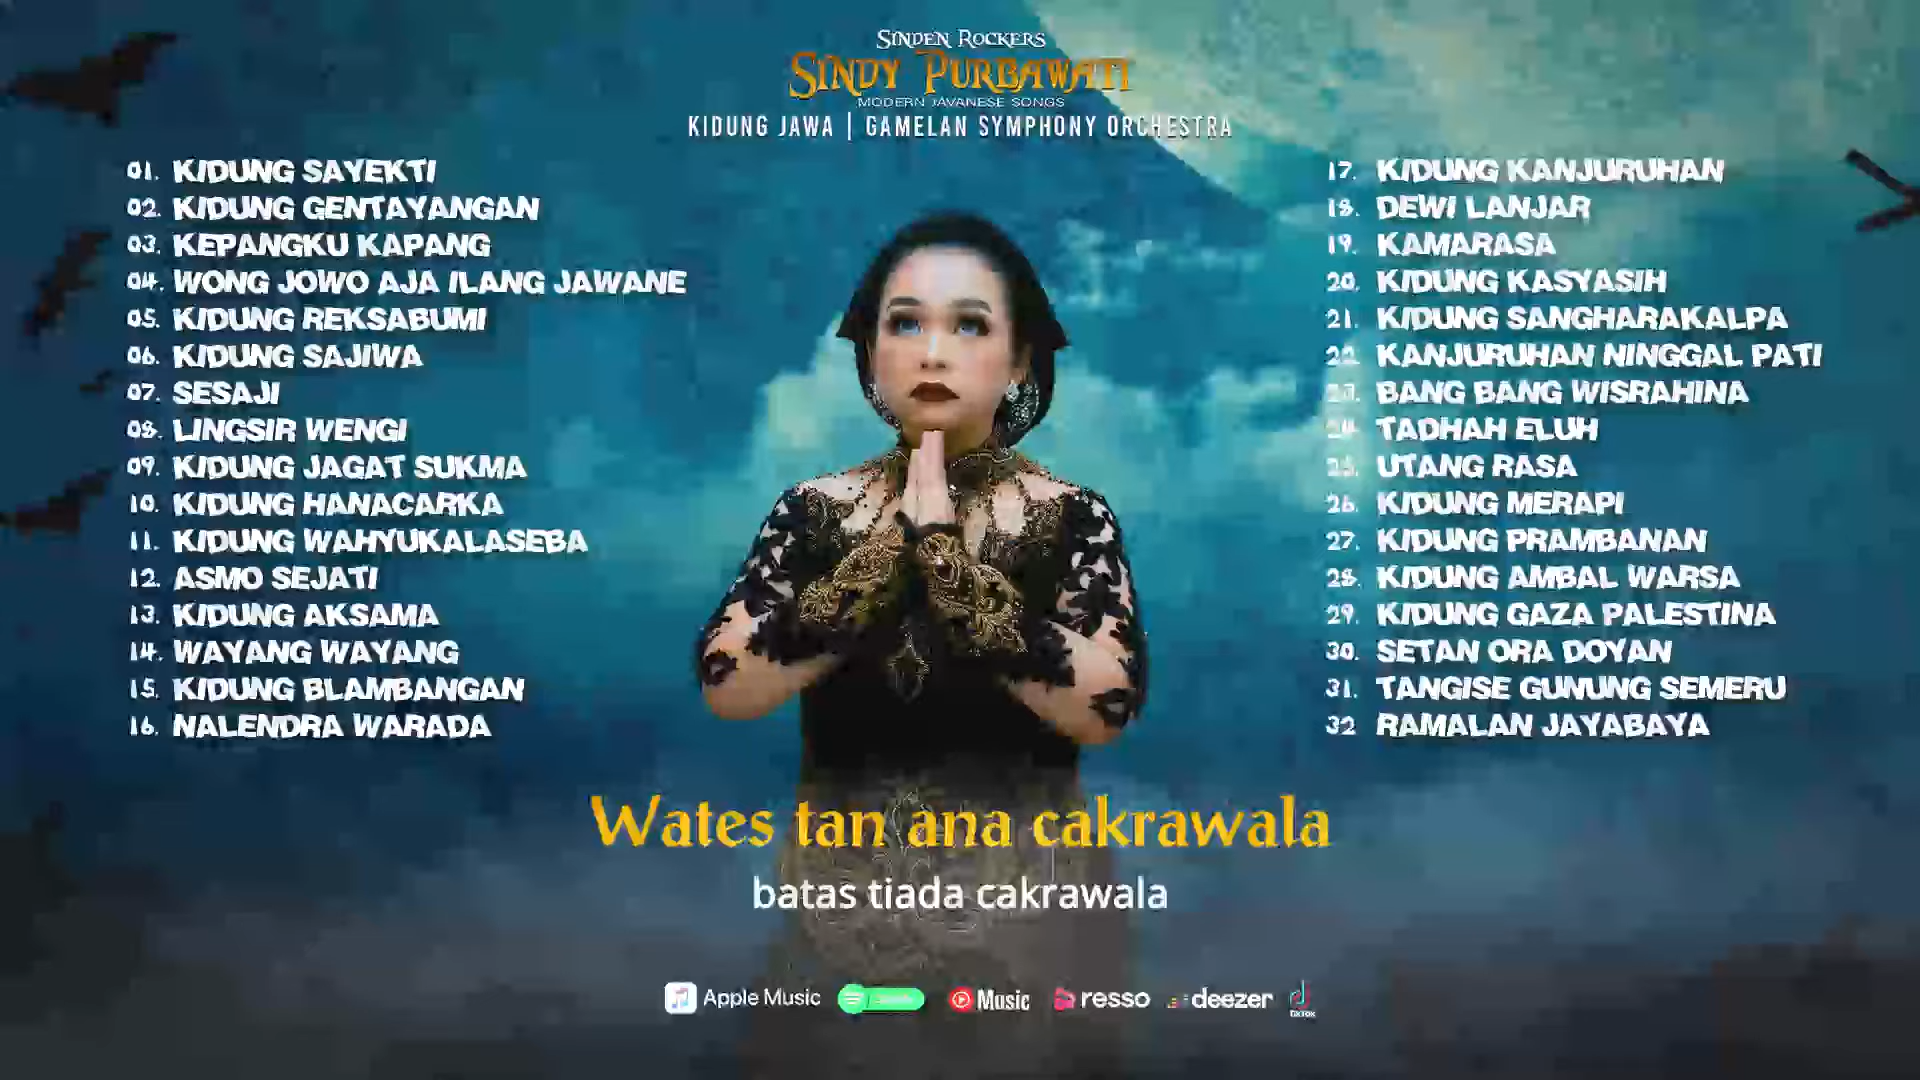 SINDEN ROCKERS
SINDY PURBAWATI
MODERN JAVANESE SONGS
KIDUNG JAWA | GAMELAN SYMPHONY ORCHESTRA
01. KIDUNG SAYEKTI
02. KIDUNG GENTAYANGAN
03. KEPANGKU KAPANG
04. WONG JOWO AJA ILANG JAWANE
05. KIDUNG REKSABUMI
06. KIDUNG SAJIWA
07. SESAJI
08. LINGSIR WENGI
09. KIDUNG JAGAT SUKMA
10. KIDUNG HANACARKA
11. KIDUNG WAHYUKALASEBA
12. ASMO SEJATI
13. KIDUNG AKSAMA
14. WAYANG WAYANG
15. KIDUNG BLAMBANGAN
16. NALENDRA WARADA
17. KIDUNG KANJURUHAN
18. DEWI LANJAR
19. KAMARASA
20. KIDUNG KASYASIH
21. KIDUNG SANGHARAKALPA
22. KANJURUHAN NINGGAL PATI
23. BANG BANG WISRAHINA
24. TADHAH ELUH
25. UTANG RASA
26. KIDUNG MERAPI
27. KIDUNG PRAMBANAN
28. KIDUNG AMBAL WARSA
29. KIDUNG GAZA PALESTINA
30. SETAN ORA DOYAN
31. TANGISE GUNUNG SEMERU
32 RAMALAN JAYABAYA
Wates tan ana cakrawala
batas tiada cakrawala
Apple Music
Music
resso
deezer
TikTok